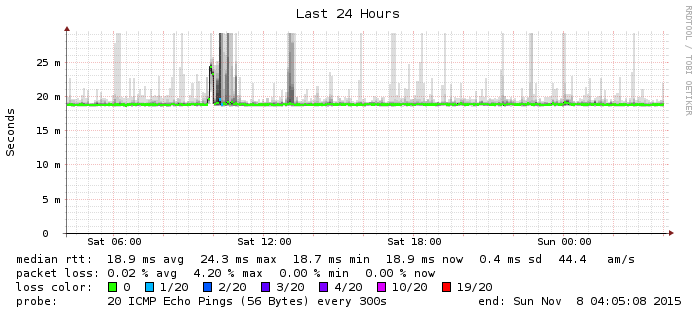 Last 24 Hours
RRDTOOL / TOBI OETIKER
Seconds
25 m
20 m
15 m
10 m
5 m
0
Sat 06:00 Sat 12:00 Sat 18:00 Sun 00:00
median rtt: 18.9 ms avg 24.3 ms max 18.7 ms min 18.9 ms now 0.4 ms sd 44.4 am/s
packet loss: 0.02 % avg 4.20 % max 0.00 % min 0.00 % now
loss color: 0 1/20 2/20 3/20 4/20 10/20 19/20
probe: 20 ICMP Echo Pings (56 Bytes) every 300s end: Sun Nov 8 04:05:08 2015